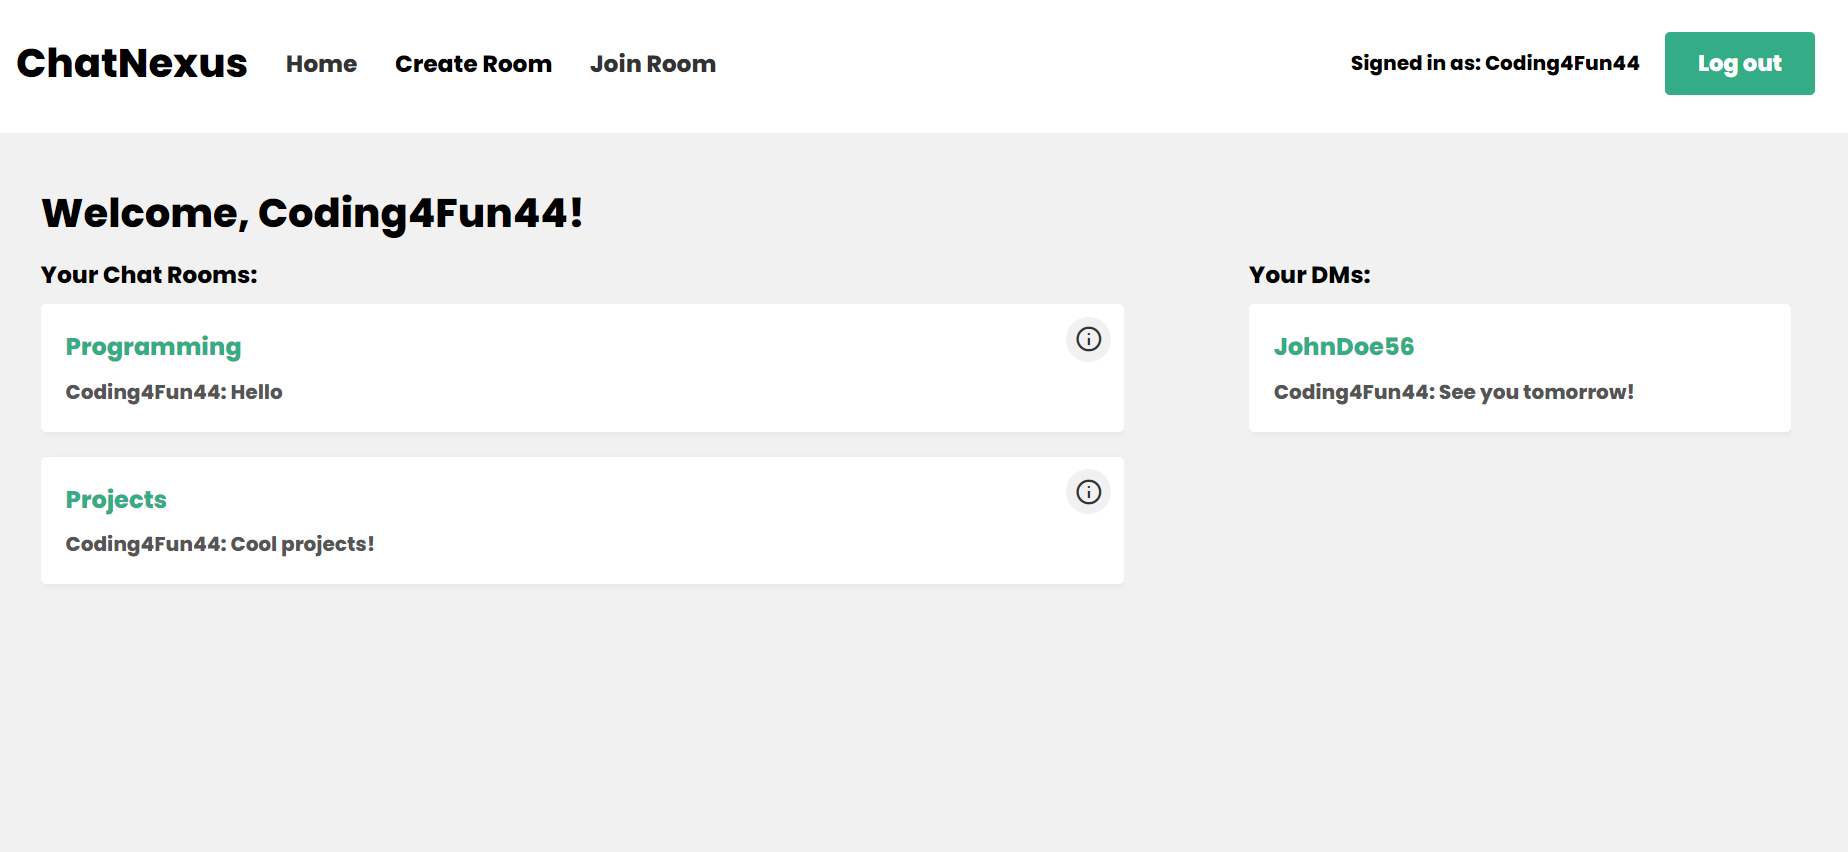 ChatNexus Home Create Room Join Room Signed in as: Coding4Fun44 Log out
Welcome, Coding4Fun44!
Your Chat Rooms:
Programming
Coding4Fun44: Hello
Projects
Coding4Fun44: Cool projects!
Your DMs:
JohnDoe56
Coding4Fun44: See you tomorrow!